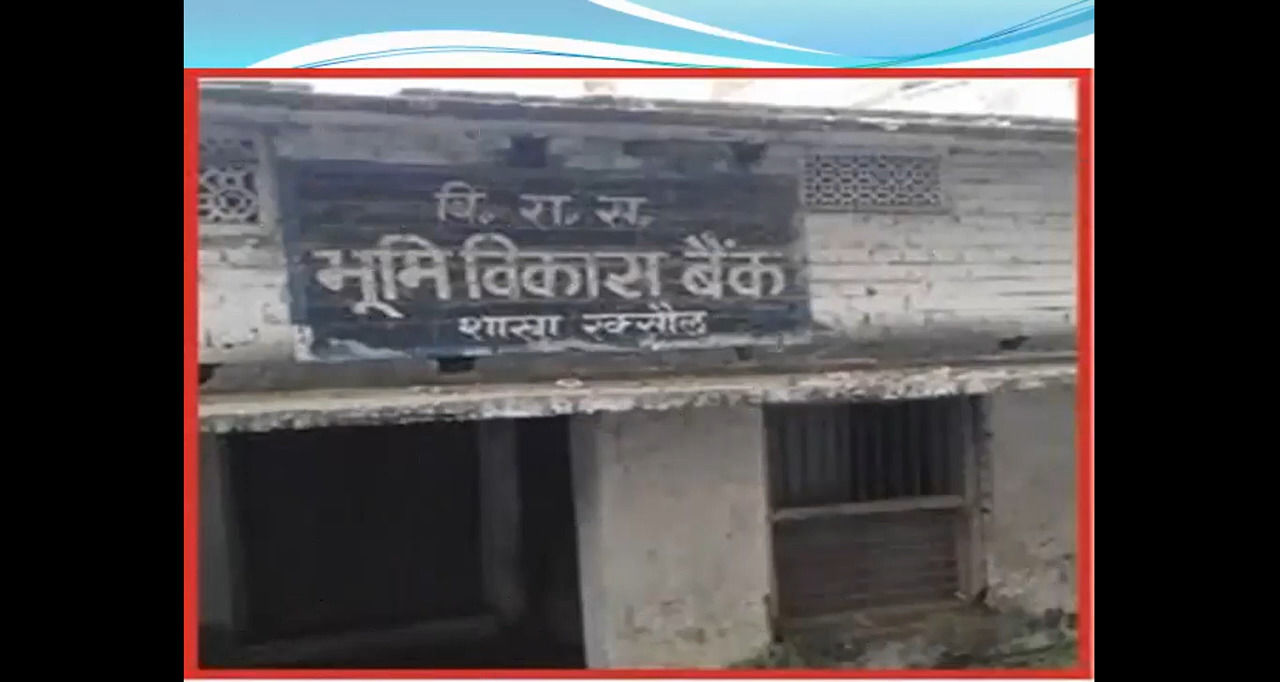 वि. रा. स.
भूमि विकास बैंक
शाखा रक्सौल